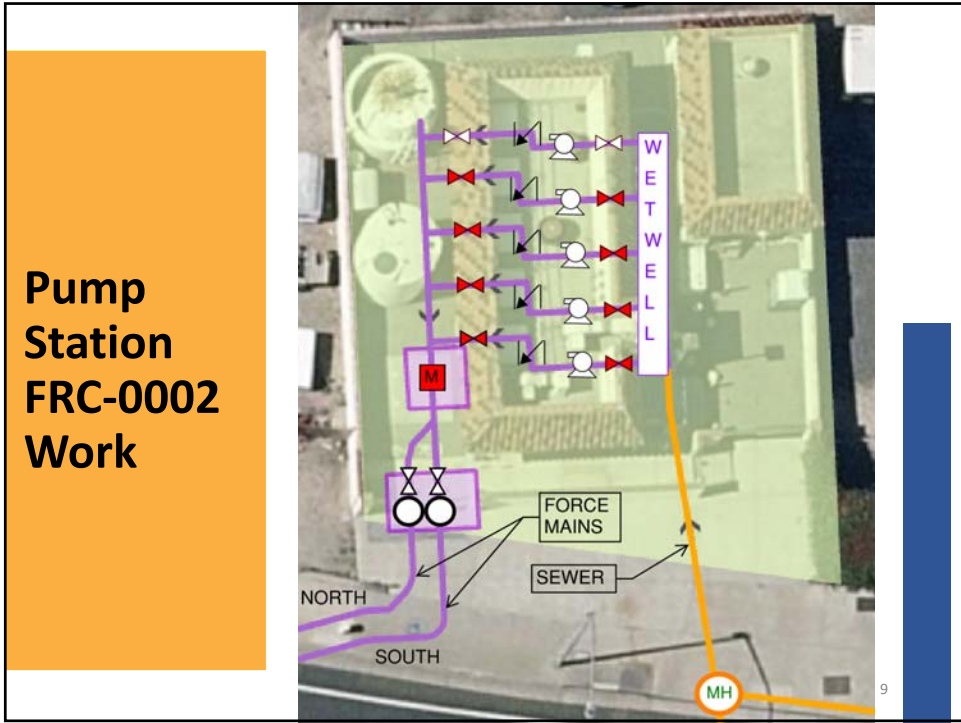 Pump
Station
FRC-0002
Work
W
E
T
W
E
L
L
M
FORCE
MAINS
SEWER
NORTH
SOUTH
MH
9